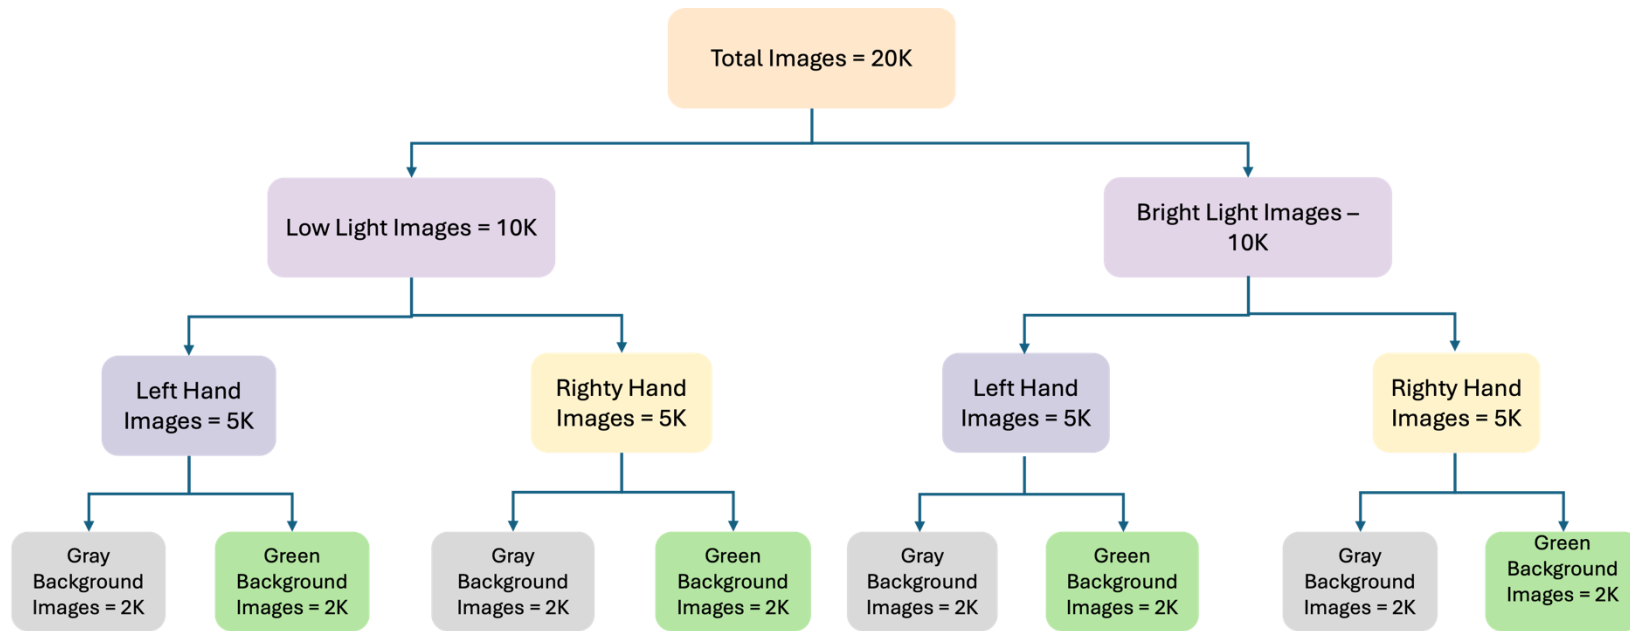 Total Images = 20K
Low Light Images = 10K
Bright Light Images –
10K
Left Hand
Images = 5K
Righty Hand
Images = 5K
Left Hand
Images = 5K
Righty Hand
Images = 5K
Gray
Background
Images = 2K
Green
Background
Images = 2K
Gray
Background
Images = 2K
Green
Background
Images = 2K
Gray
Background
Images = 2K
Green
Background
Images = 2K
Gray
Background
Images = 2K
Green
Background
Images = 2K